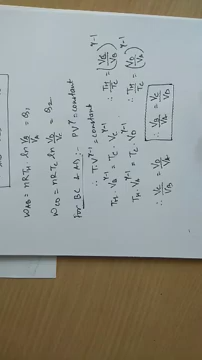 W_AB = nRT_H ln V_B/V_A = Q_1
W_CD = nRT_C ln V_D/V_C = Q_2
For BC & AD :- PV^γ = constant
∴ T.V^γ-1 = constant
T_H . V_B^γ-1 = T_C . V_C^γ-1 ∴ T_H/T_C = (V_C/V_B)^γ-1
T_H . V_A^γ-1 = T_C . V_D^γ-1 ∴ T_H/T_C = (V_D/V_A)^γ-1
∴ V_C/V_B = V_D/V_A ∴ V_B/V_A = V_C/V_D